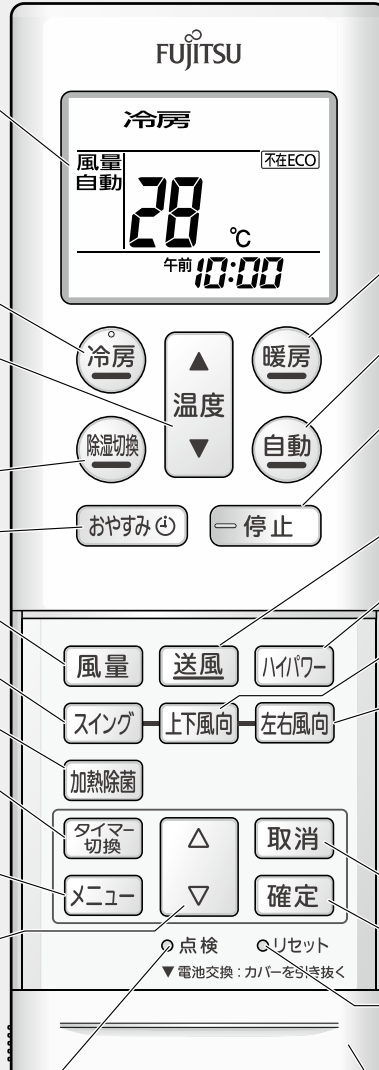 FUJITSU
冷房
風量
自動
不在ECO
28℃
午前10:00
冷房
温度
暖房
除湿切換
自動
おやすみ
停止
風量
送風
ハイパワー
スイング
上下風向
左右風向
加熱除菌
タイマー
切換
取消
メニュー
確定
点検
リセット
▼電池交換：カバーを引き抜く